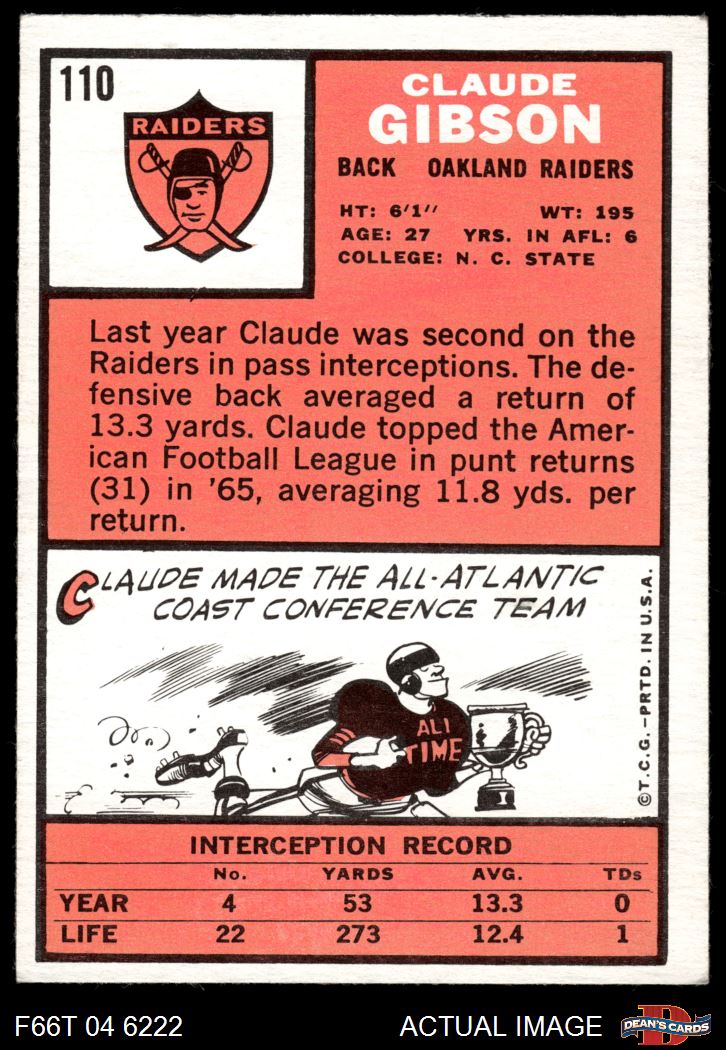 110
RAIDERS
CLAUDE
GIBSON
BACK OAKLAND RAIDERS
HT: 6'1" WT: 195
AGE: 27 YRS. IN AFL: 6
COLLEGE: N. C. STATE
Last year Claude was second on the
Raiders in pass interceptions. The de-
fensive back averaged a return of
13.3 yards. Claude topped the Amer-
ican Football League in punt returns
(31) in '65, averaging 11.8 yds. per
return.
CLAUDE MADE THE ALL-ATLANTIC
COAST CONFERENCE TEAM
ALL
TIME
1
©T.C.G.—PRTD. IN U.S.A.
INTERCEPTION RECORD
No. YARDS AVG. TDs
YEAR 4 53 13.3 0
LIFE 22 273 12.4 1
F66T 04 6222 ACTUAL IMAGE
D
DEAN'S CARDS